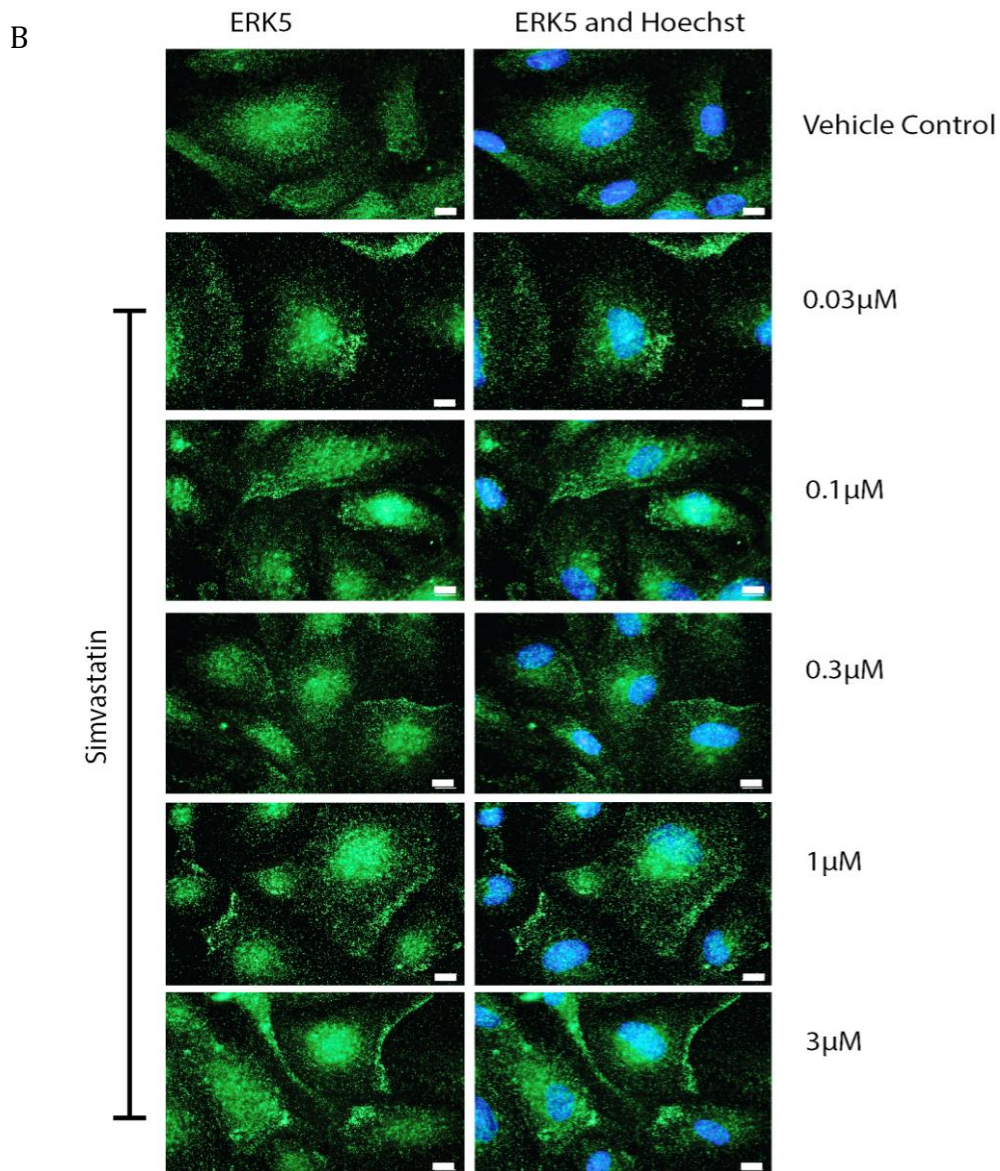 B
ERK5
ERK5 and Hoechst
Vehicle Control
0.03µM
0.1µM
0.3µM
Simvastatin
1µM
3µM